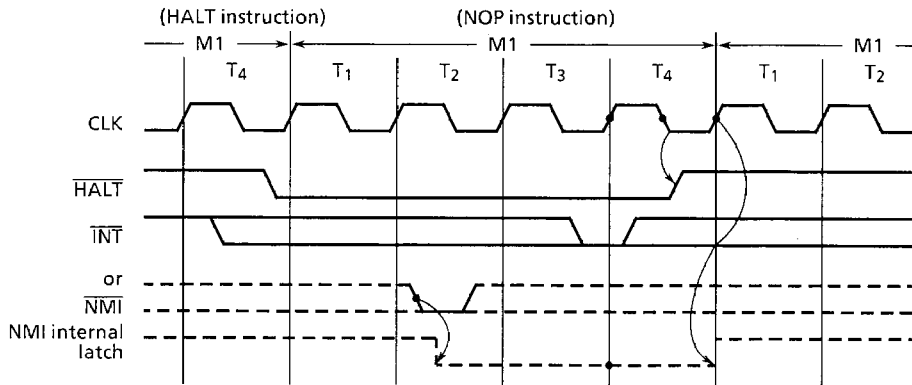 (HALT instruction) (NOP instruction)
M1 M1 M1
T4 T1 T2 T3 T4 T1 T2
CLK
HALT
INT
or
NMI
NMI internal
latch